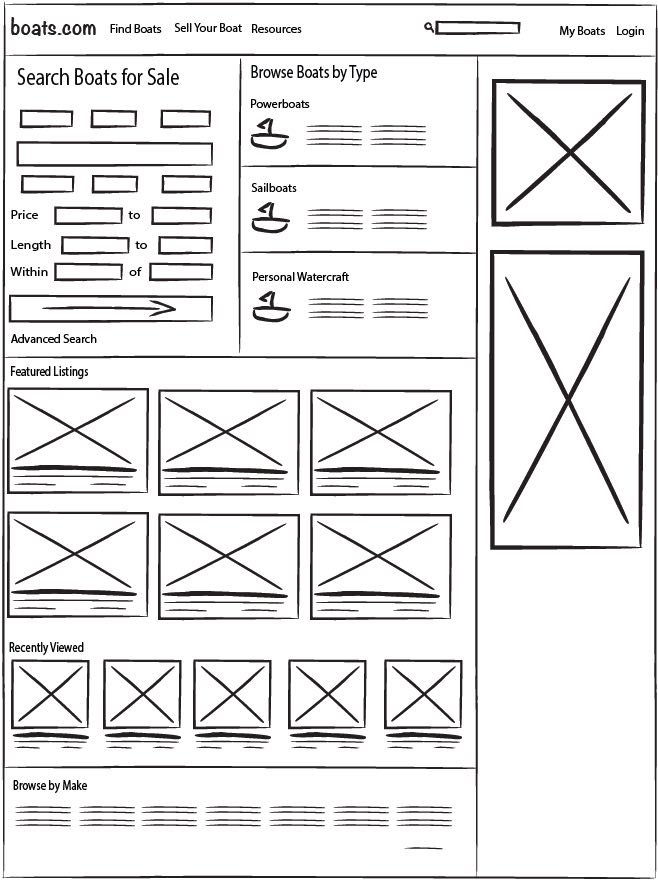 boats.com Find Boats Sell Your Boat Resources My Boats Login
Search Boats for Sale
Price to
Length to
Within of
Advanced Search
Browse Boats by Type
Powerboats
Sailboats
Personal Watercraft
Featured Listings
Recently Viewed
Browse by Make